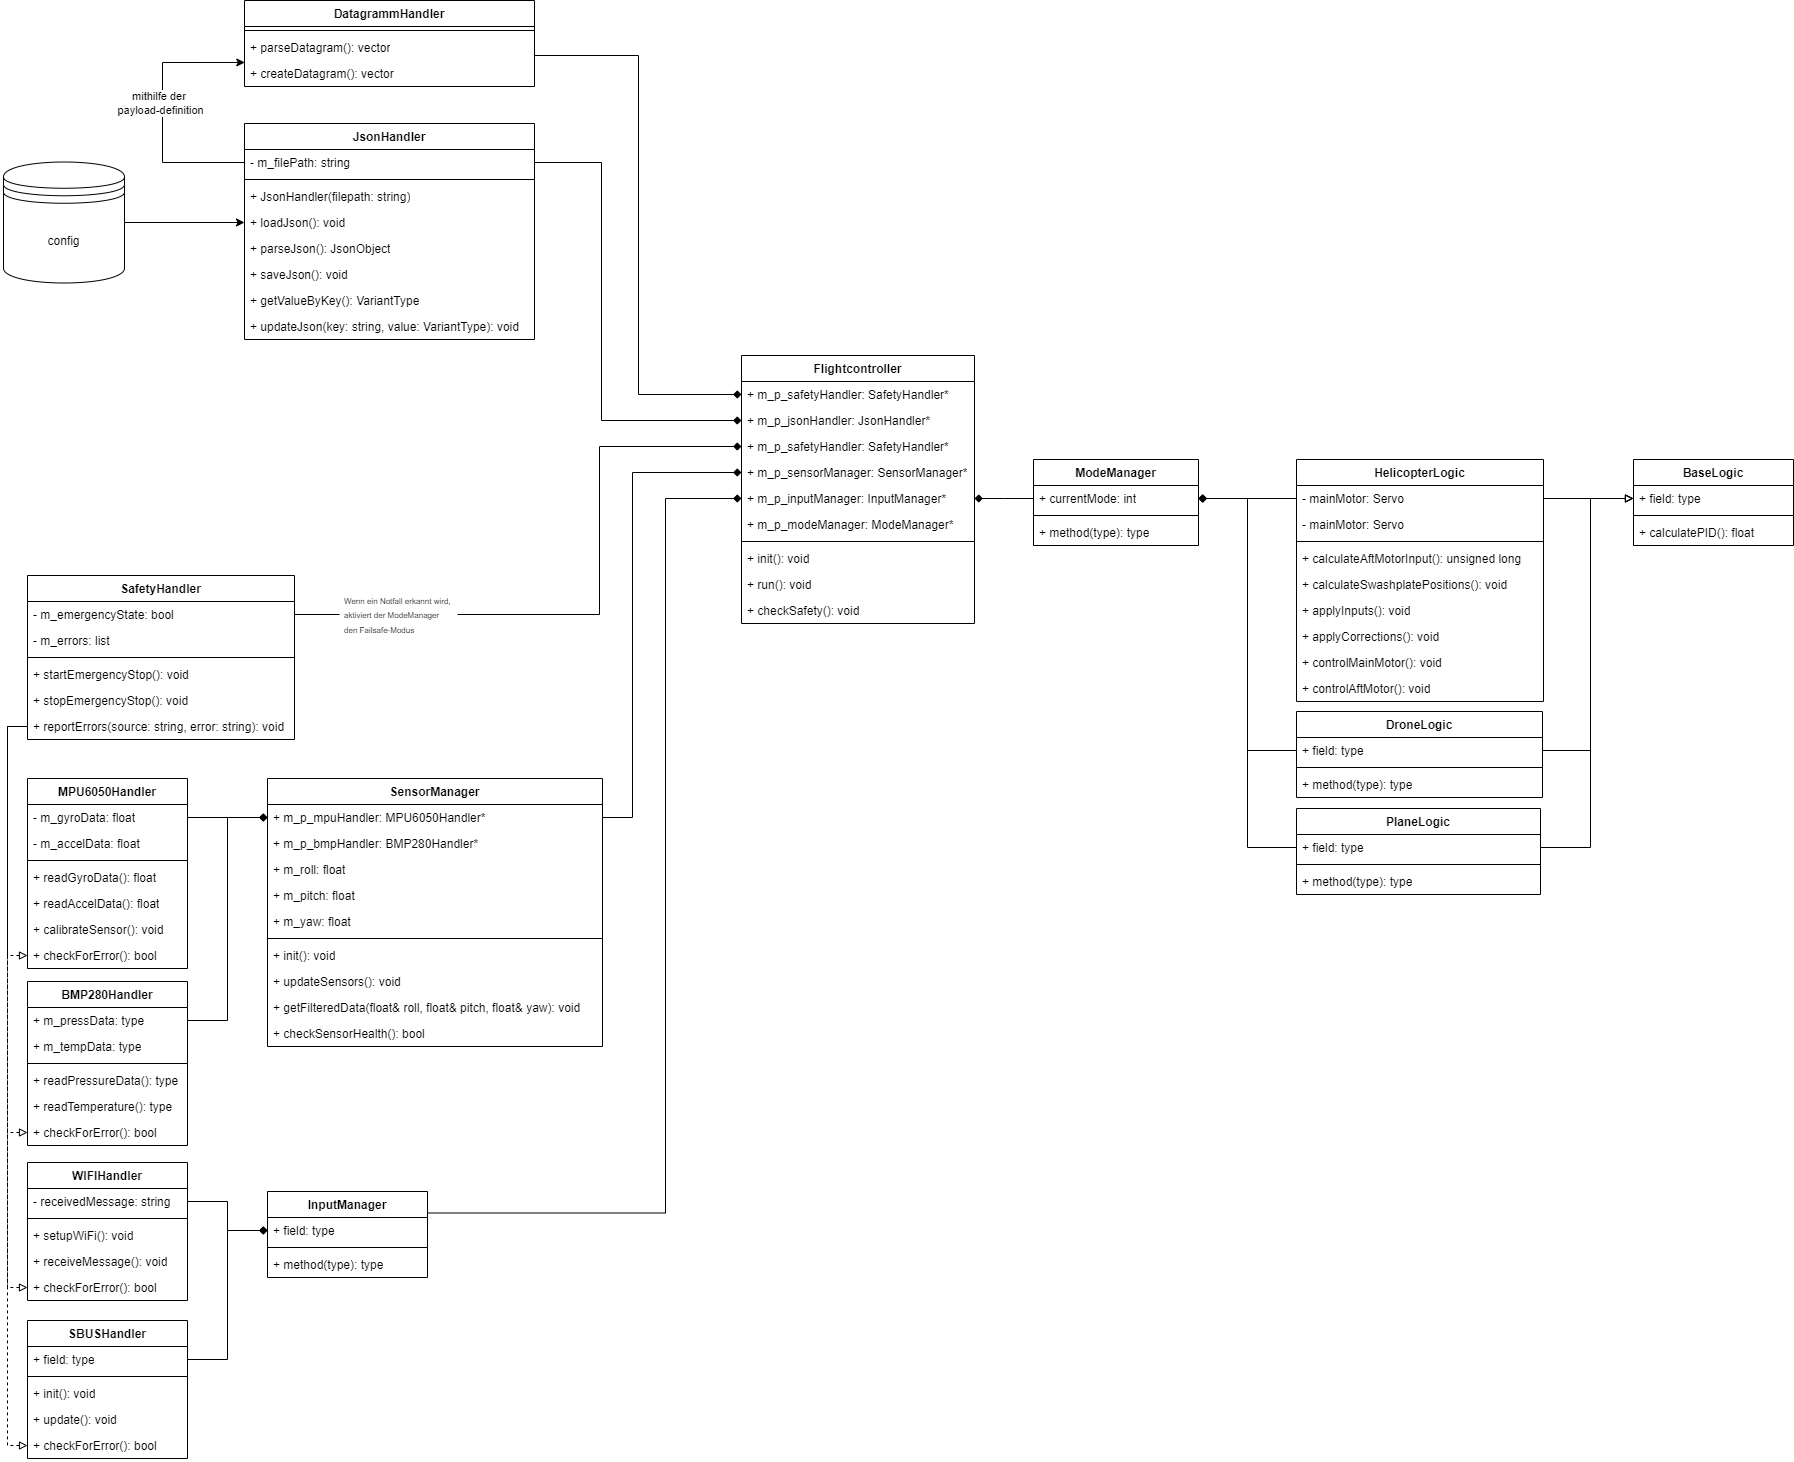 DatagrammHandler
+ parseDatagram(): vector
+ createDatagram(): vector
mithilfe der
payload-definition
JsonHandler
- m_filePath: string
+ JsonHandler(filepath: string)
+ loadJson(): void
+ parseJson(): JsonObject
+ saveJson(): void
+ getValueByKey(): VariantType
+ updateJson(key: string, value: VariantType): void
config
Flightcontroller
+ m_p_safetyHandler: SafetyHandler*
+ m_p_jsonHandler: JsonHandler*
+ m_p_safetyHandler: SafetyHandler*
+ m_p_sensorManager: SensorManager*
+ m_p_inputManager: InputManager*
+ m_p_modeManager: ModeManager*
+ init(): void
+ run(): void
+ checkSafety(): void
ModeManager
+ currentMode: int
+ method(type): type
HelicopterLogic
- mainMotor: Servo
- mainMotor: Servo
+ calculateAftMotorInput(): unsigned long
+ calculateSwashplatePositions(): void
+ applyInputs(): void
+ applyCorrections(): void
+ controlMainMotor(): void
+ controlAftMotor(): void
BaseLogic
+ field: type
+ calculatePID(): float
DroneLogic
+ field: type
+ method(type): type
PlaneLogic
+ field: type
+ method(type): type
SafetyHandler
- m_emergencyState: bool
- m_errors: list
+ startEmergencyStop(): void
+ stopEmergencyStop(): void
+ reportErrors(source: string, error: string): void
Wenn ein Notfall erkannt wird,
aktiviert der ModeManager
den Failsafe-Modus
MPU6050Handler
- m_gyroData: float
- m_accelData: float
+ readGyroData(): float
+ readAccelData(): float
+ calibrateSensor(): void
+ checkForError(): bool
SensorManager
+ m_p_mpuHandler: MPU6050Handler*
+ m_p_bmpHandler: BMP280Handler*
+ m_roll: float
+ m_pitch: float
+ m_yaw: float
+ init(): void
+ updateSensors(): void
+ getFilteredData(float& roll, float& pitch, float& yaw): void
+ checkSensorHealth(): bool
BMP280Handler
+ m_pressData: type
+ m_tempData: type
+ readPressureData(): type
+ readTemperature(): type
+ checkForError(): bool
WIFIHandler
- receivedMessage: string
+ setupWiFi(): void
+ receiveMessage(): void
+ checkForError(): bool
InputManager
+ field: type
+ method(type): type
SBUSHandler
+ field: type
+ init(): void
+ update(): void
+ checkForError(): bool